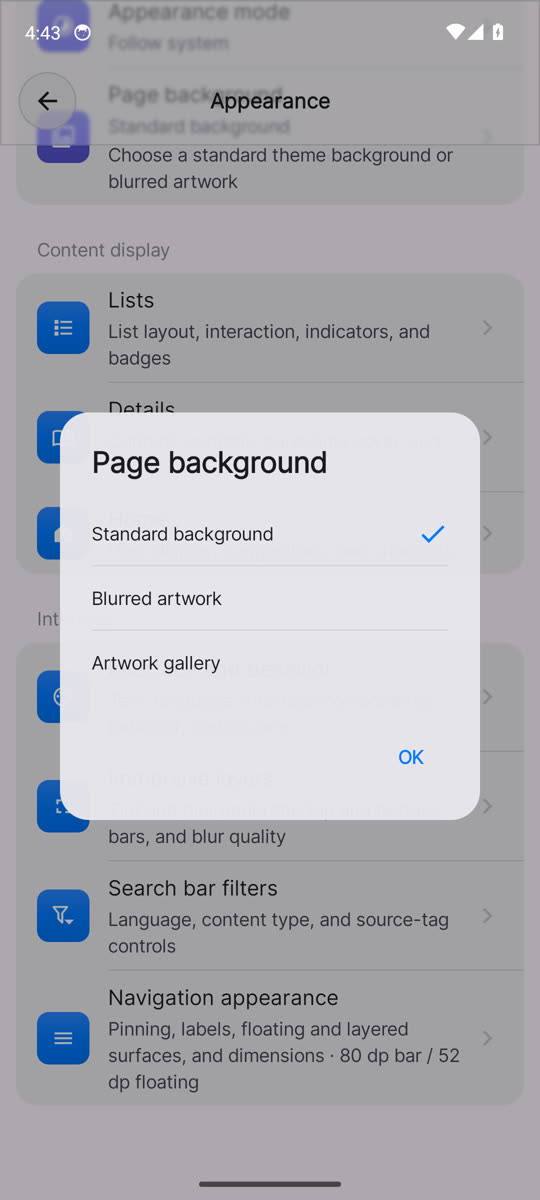 4:43
Appearance mode
Follow system
Page background
Appearance
Standard background
Choose a standard theme background or
blurred artwork
Content display
Lists
List layout, interaction, indicators, and
badges
Details
Page background
Standard background
Blurred artwork
Artwork gallery
OK
bars, and blur quality
Search bar filters
Language, content type, and source-tag
controls
Navigation appearance
Pinning, labels, floating and layered
surfaces, and dimensions · 80 dp bar / 52
dp floating